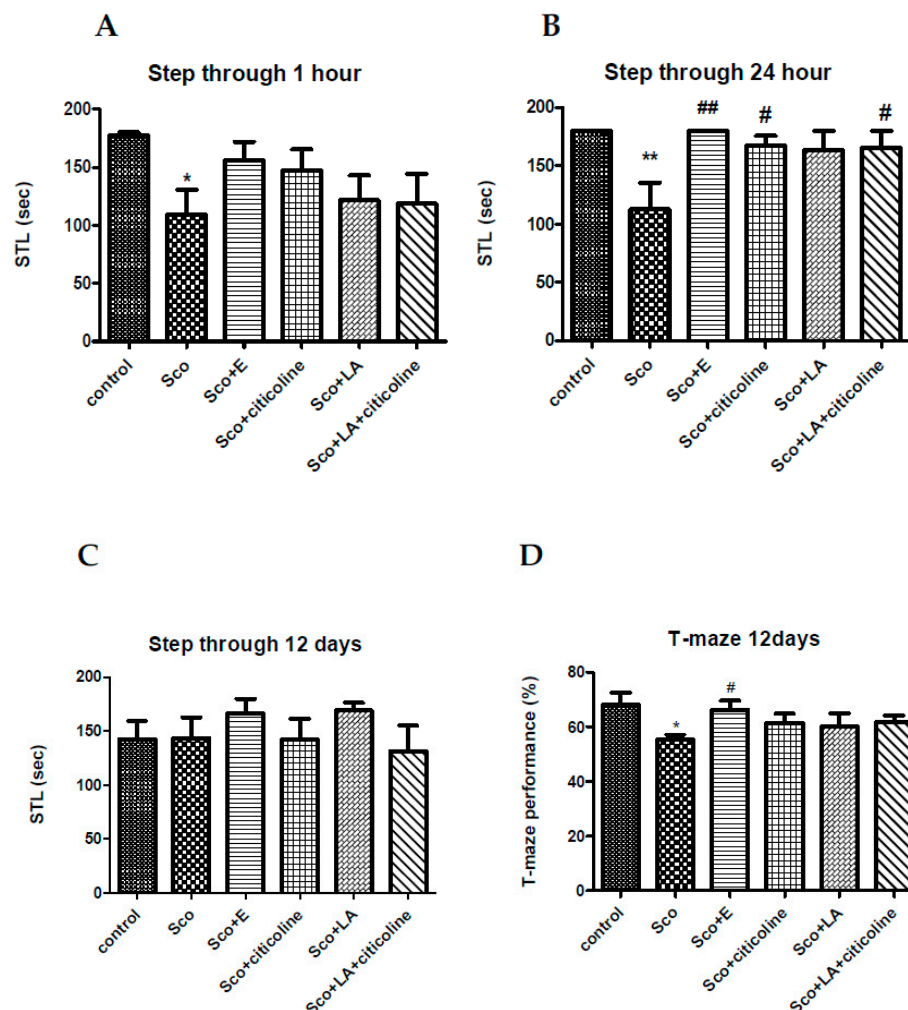 A
Step through 1 hour
STL (sec)
200
150
100
50
0
*
control
Sco
Sco+E
Sco+citicoline
Sco+LA
Sco+LA+citicoline
B
Step through 24 hour
STL (sec)
200
150
100
50
0
**
##
#
#
control
Sco
Sco+E
Sco+citicoline
Sco+LA
Sco+LA+citicoline
C
Step through 12 days
STL (sec)
200
150
100
50
0
control
Sco
Sco+E
Sco+citicoline
Sco+LA
Sco+LA+citicoline
D
T-maze 12days
T-maze performance (%)
80
60
40
20
0
*
#
control
Sco
Sco+E
Sco+citicoline
Sco+LA
Sco+LA+citicoline